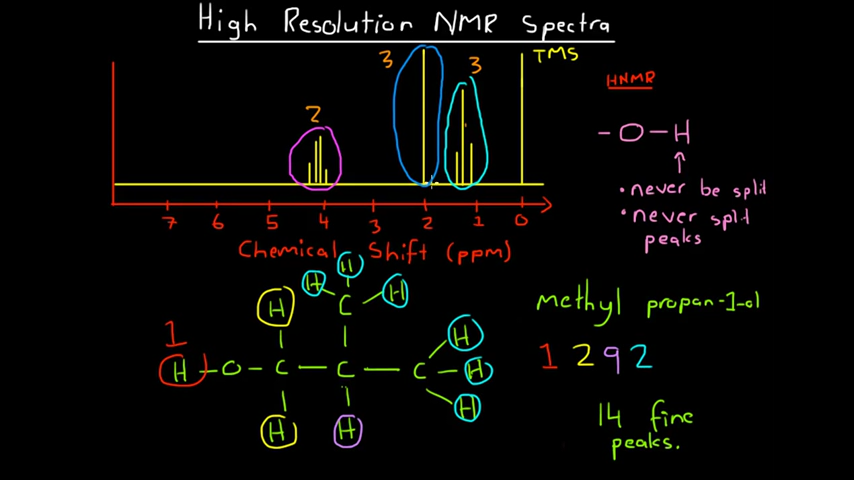 High Resolution NMR Spectra
3
3
TMS
2
HNMR
-O-H
• never be split
• never split
peaks
7 6 5 4 3 2 1 0
Chemical Shift (ppm)
H
H
H
H
C
1
H
H-O-C-C-C-H
H
H
H
methyl propan-1-ol
1 2 9 2
14 fine
peaks.